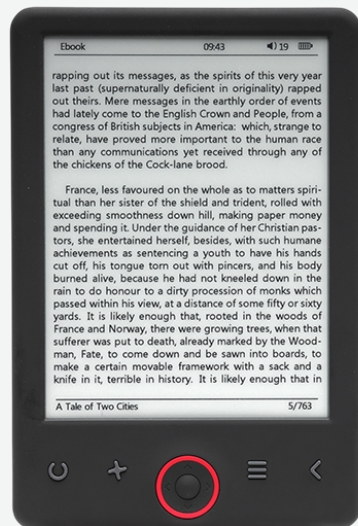 Ebook 09:43 19
rapping out its messages, as the spirits of this very year
last past (supernaturally deficient in originality) rapped
out theirs. Mere messages in the earthly order of events
had lately come to the English Crown and People, from a
congress of British subjects in America: which, strange to
relate, have proved more important to the human race
than any communications yet received through any of
the chickens of the Cock-lane brood.
France, less favoured on the whole as to matters spiri-
tual than her sister of the shield and trident, rolled with
exceeding smoothness down hill, making paper money
and spending it. Under the guidance of her Christian pas-
tors, she entertained herself, besides, with such humane
achievements as sentencing a youth to have his hands
cut off, his tongue torn out with pincers, and his body
burned alive, because he had not kneeled down in the
rain to do honour to a dirty procession of monks which
passed within his view, at a distance of some fifty or sixty
yards. It is likely enough that, rooted in the woods of
France and Norway, there were growing trees, when that
sufferer was put to death, already marked by the Wood-
man, Fate, to come down and be sawn into boards, to
make a certain movable framework with a sack and a
knife in it, terrible in history. It is likely enough that in
A Tale of Two Cities 5/763